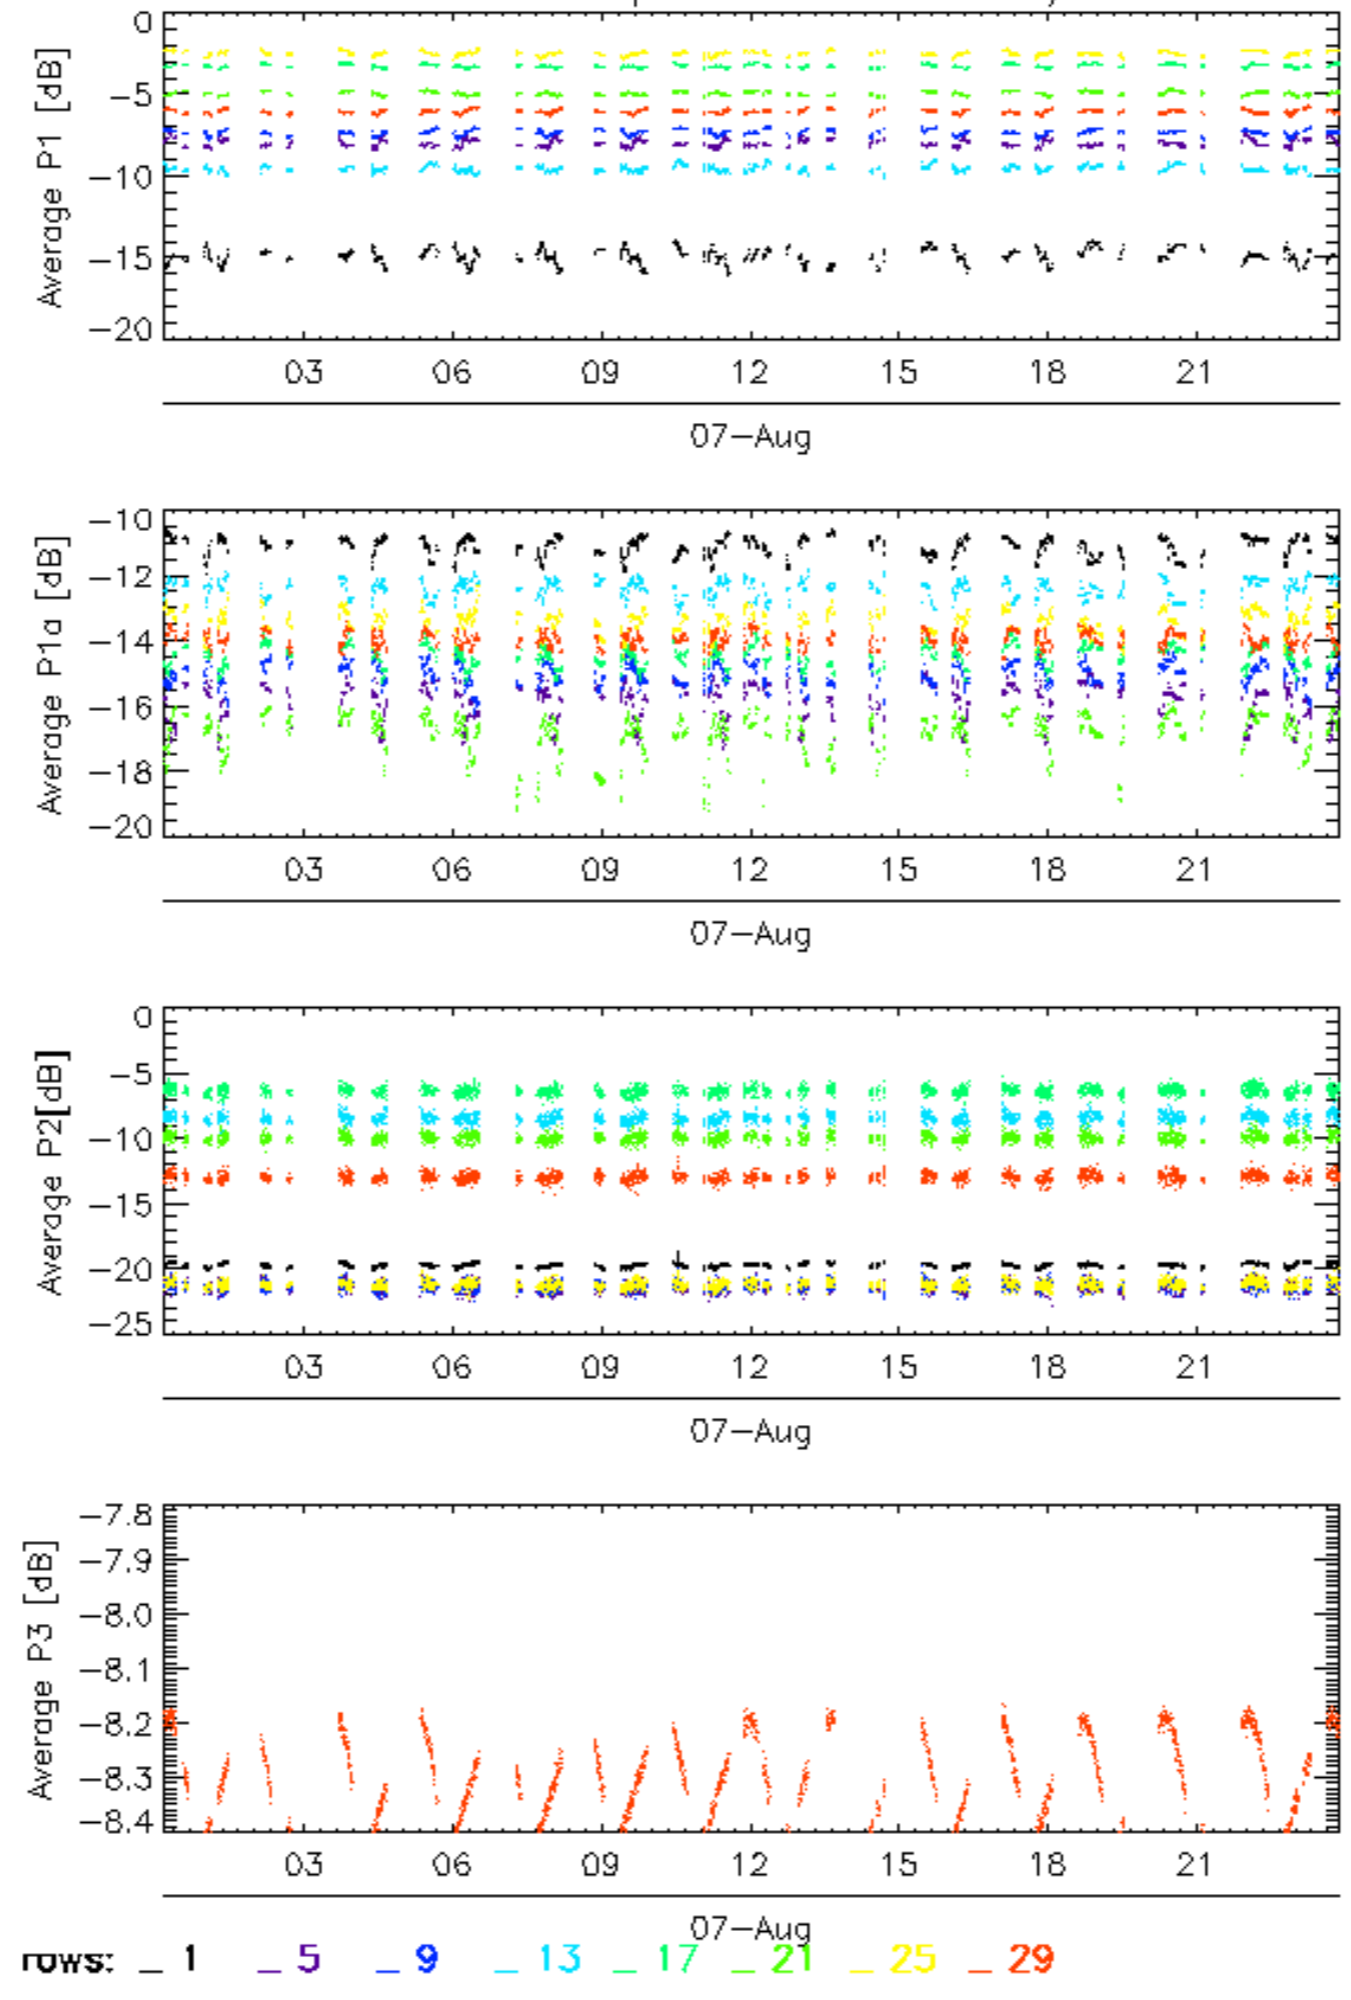 0
−5
−10
−15
−20
Average P1 [dB]
03 06 09 12 15 18 21
07−Aug
−10
−12
−14
−16
−18
−20
Average P1a [dB]
03 06 09 12 15 18 21
07−Aug
0
−5
−10
−15
−20
−25
Average P2[dB]
03 06 09 12 15 18 21
07−Aug
−7.8
−7.9
−8.0
−8.1
−8.2
−8.3
−8.4
Average P3 [dB]
03 06 09 12 15 18 21
07−Aug
rows: _ 1 _ 5 _ 9 _ 13 _ 17 _ 21 _ 25 _ 29